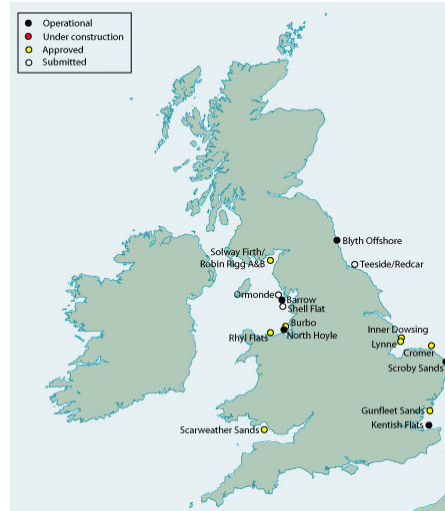 Operational
Under construction
Approved
Submitted
Blyth Offshore
Solway Firth/
Robin Rigg A&B
Teeside/Redcar
Ormonde
Barrow
Shell Flat
Burbo
Rhyl Flats
North Hoyle
Inner Dowsing
Lynne
Cromer
Scroby Sands
Gunfleet Sands
Kentish Flats
Scarweather Sands